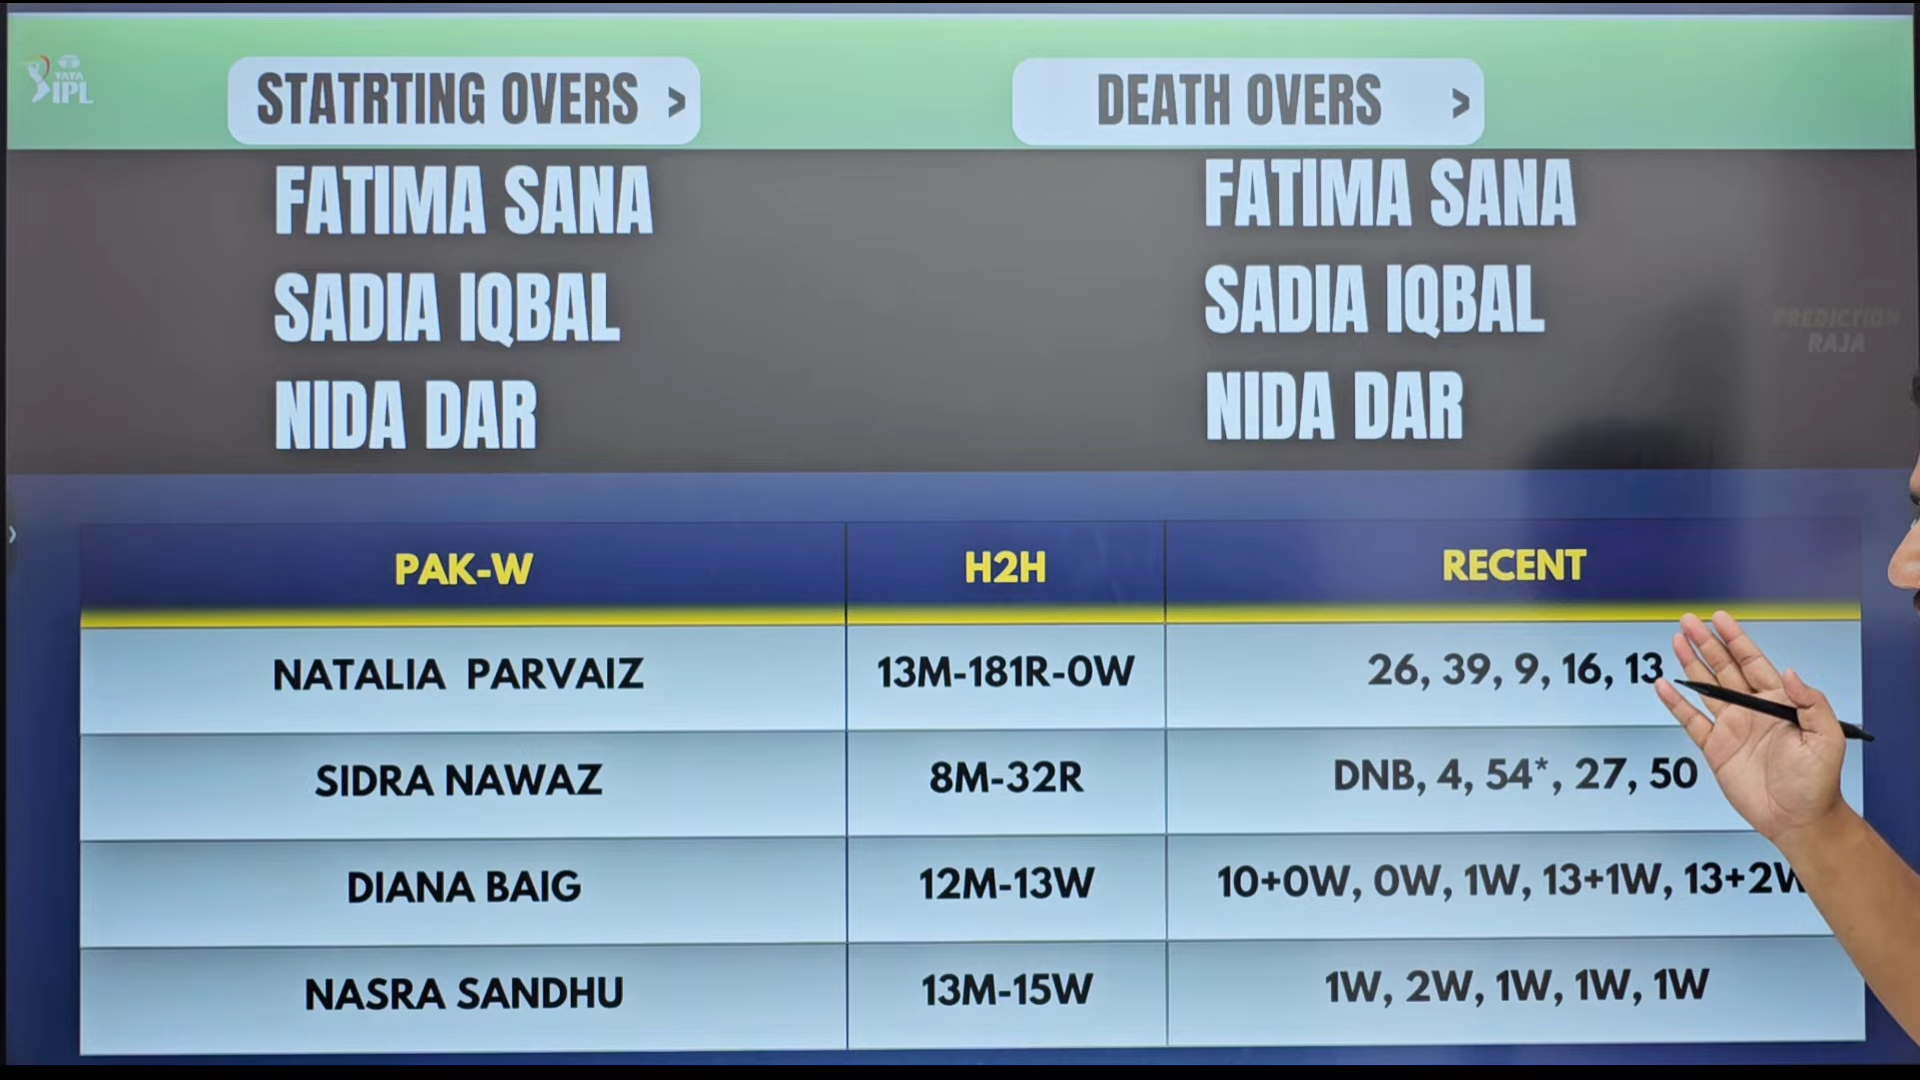 TATA
IPL
STATRTING OVERS >
DEATH OVERS >
FATIMA SANA
SADIA IQBAL
NIDA DAR
FATIMA SANA
SADIA IQBAL
NIDA DAR
PREDICTION
RAJA
PAK-W H2H RECENT
NATALIA PARVAIZ 13M-181R-0W 26, 39, 9, 16, 13
SIDRA NAWAZ 8M-32R DNB, 4, 54*, 27, 50
DIANA BAIG 12M-13W 10+0W, 0W, 1W, 13+1W, 13+2W
NASRA SANDHU 13M-15W 1W, 2W, 1W, 1W, 1W